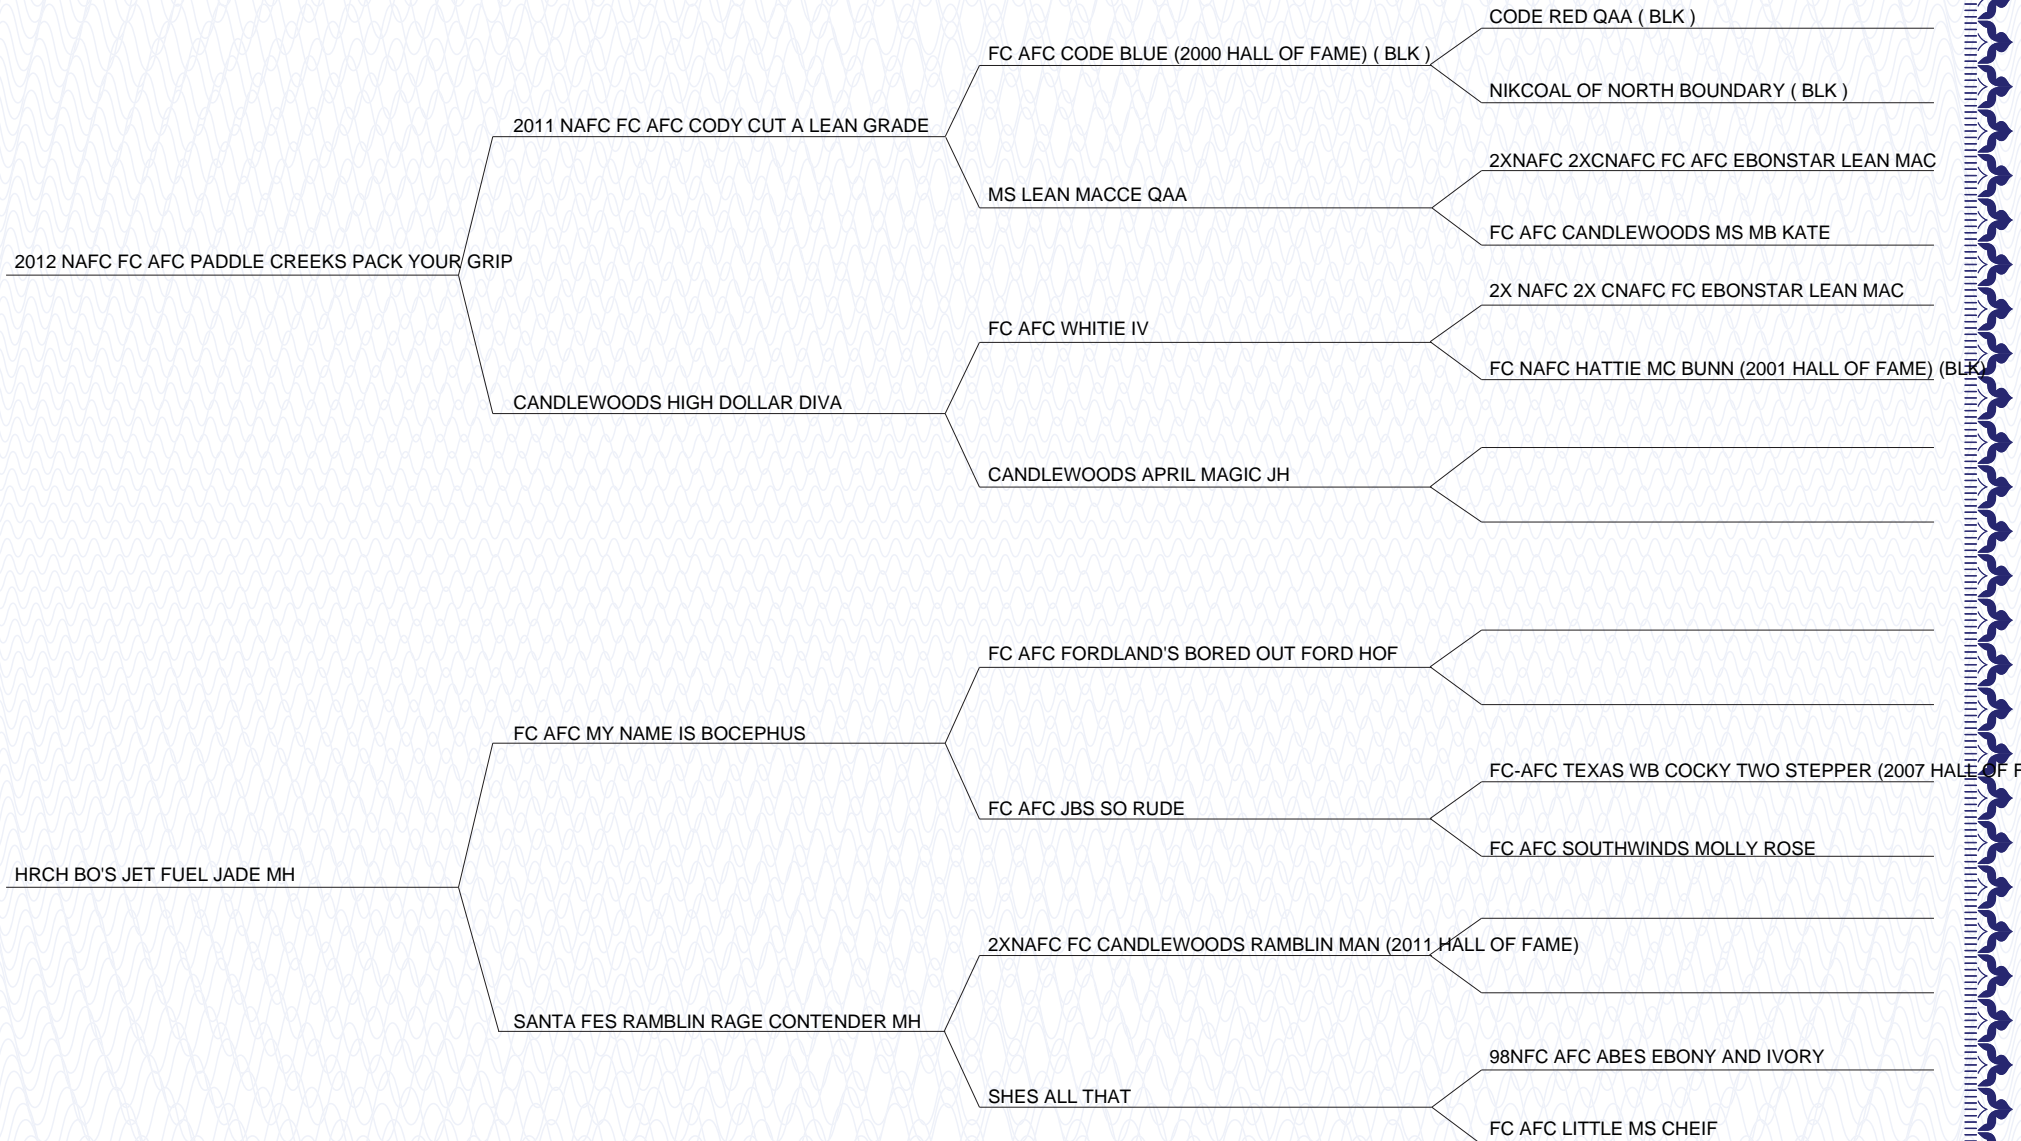 CODE RED QAA ( BLK )
FC AFC CODE BLUE (2000 HALL OF FAME) ( BLK )
NIKCOAL OF NORTH BOUNDARY ( BLK )
2011 NAFC FC AFC CODY CUT A LEAN GRADE
2XNAFC 2XCNAFC FC AFC EBONSTAR LEAN MAC
MS LEAN MACCE QAA
FC AFC CANDLEWOODS MS MB KATE
2012 NAFC FC AFC PADDLE CREEKS PACK YOUR GRIP
2X NAFC 2X CNAFC FC EBONSTAR LEAN MAC
FC AFC WHITIE IV
FC NAFC HATTIE MC BUNN (2001 HALL OF FAME) (BLK)
CANDLEWOODS HIGH DOLLAR DIVA
CANDLEWOODS APRIL MAGIC JH
FC AFC FORDLAND'S BORED OUT FORD HOF
FC AFC MY NAME IS BOCEPHUS
FC-AFC TEXAS WB COCKY TWO STEPPER (2007 HALL OF F
FC AFC JBS SO RUDE
FC AFC SOUTHWINDS MOLLY ROSE
HRCH BO'S JET FUEL JADE MH
2XNAFC FC CANDLEWOODS RAMBLIN MAN (2011 HALL OF FAME)
SANTA FES RAMBLIN RAGE CONTENDER MH
98NFC AFC ABES EBONY AND IVORY
SHES ALL THAT
FC AFC LITTLE MS CHEIF